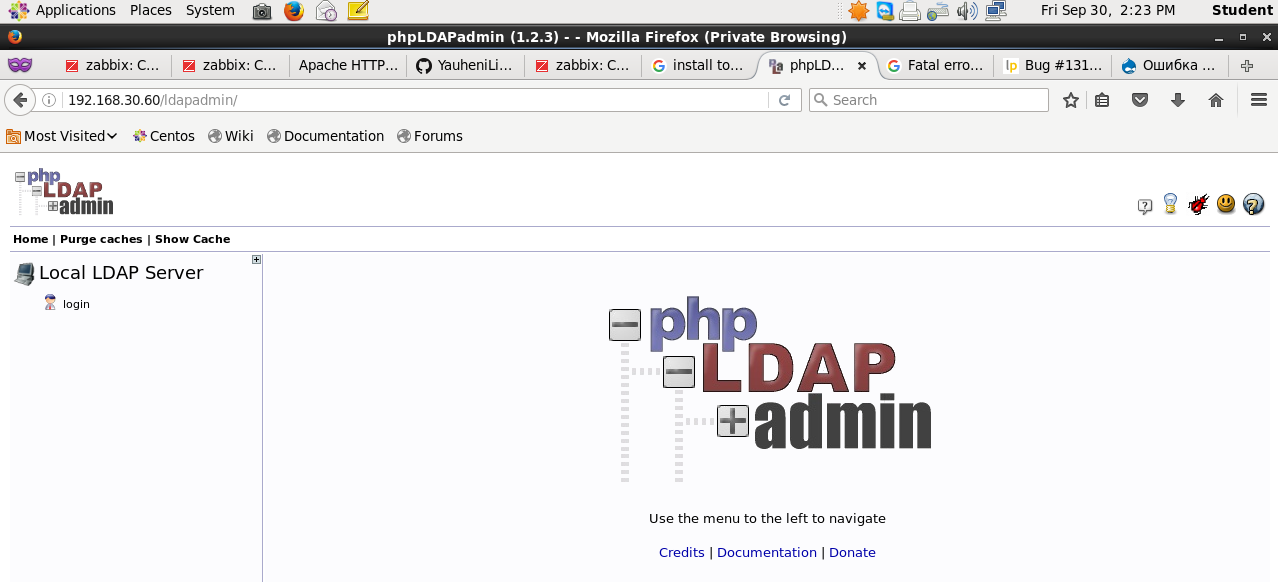 Applications Places System Fri Sep 30, 2:23 PM Student
phpLDAPadmin (1.2.3) - - Mozilla Firefox (Private Browsing)
zabbix: C... zabbix: C... Apache HTTP... YauheniLi... zabbix: C... install to... phpLD... Fatal erro... lp Bug #131... Ошибка ...
192.168.30.60/ldapadmin/ Search
Most Visited Centos Wiki Documentation Forums
php
LDAP
admin
Home | Purge caches | Show Cache
Local LDAP Server
login
php
LDAP
admin
Use the menu to the left to navigate
Credits | Documentation | Donate